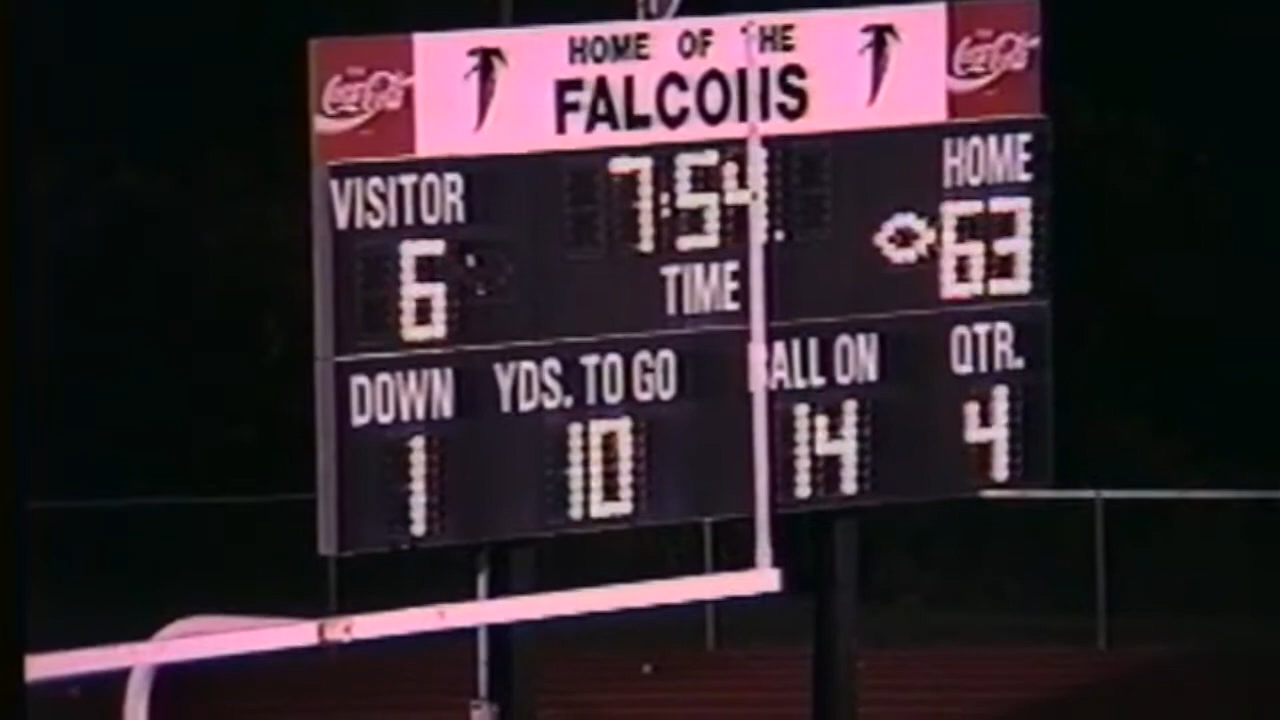 HOME OF THE
FALCONS
Coca-Cola
Coca-Cola
VISITOR
7:54
HOME
6
TIME
63
DOWN
YDS. TO GO
BALL ON
QTR.
1
10
14
4